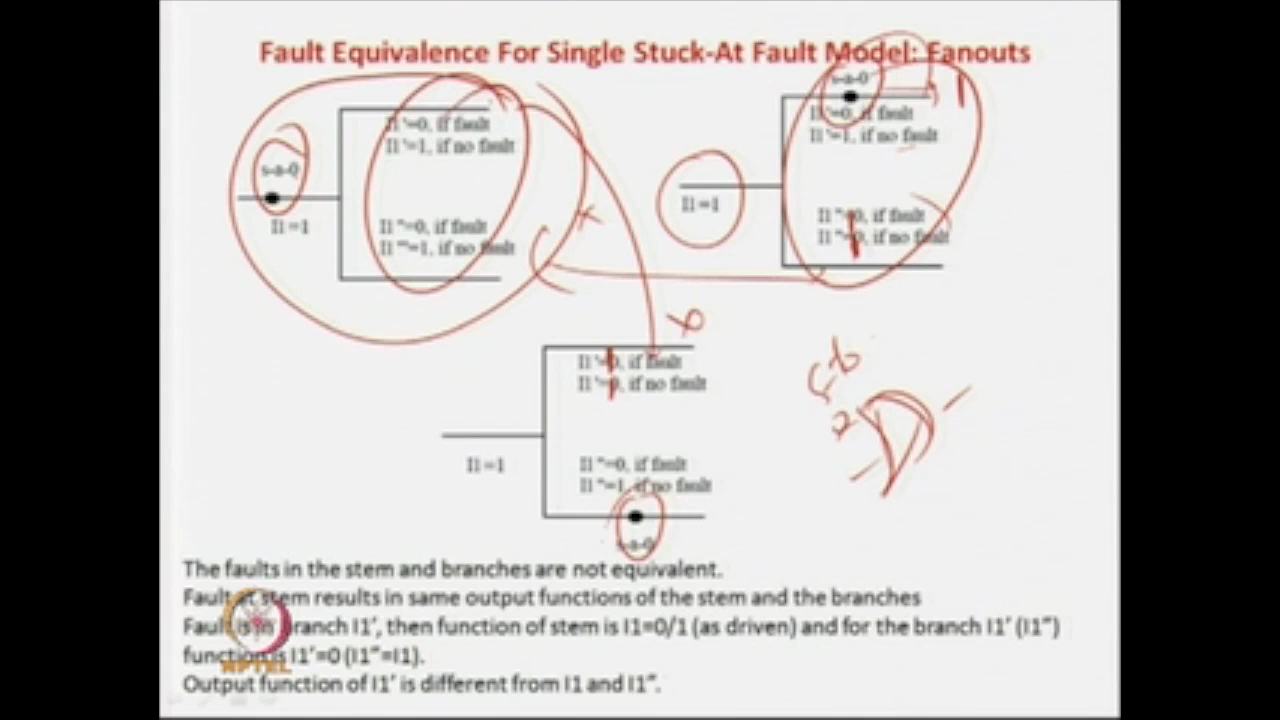 Fault Equivalence For Single Stuck-At Fault Model: Fanouts
s-a-0
I1'=0, if fault
I1'=1, if no fault
s-a-0
I1=1
I1''=0, if fault
I1''=1, if no fault
s-a-0
1
I1'=0, if fault
I1'=1, if no fault
I1=1
I1''=0, if fault
I1''=0, if no fault
I1'=0, if fault
I1'=0, if no fault
I1=1
I1''=0, if fault
I1''=1, if no fault
s-a-0
The faults in the stem and branches are not equivalent.
Fault at stem results in same output functions of the stem and the branches
Fault is in branch I1', then function of stem is I1=0/1 (as driven) and for the branch I1' (I1'')
function is I1'=0 (I1''=I1).
Output function of I1' is different from I1 and I1''.
NPTEL